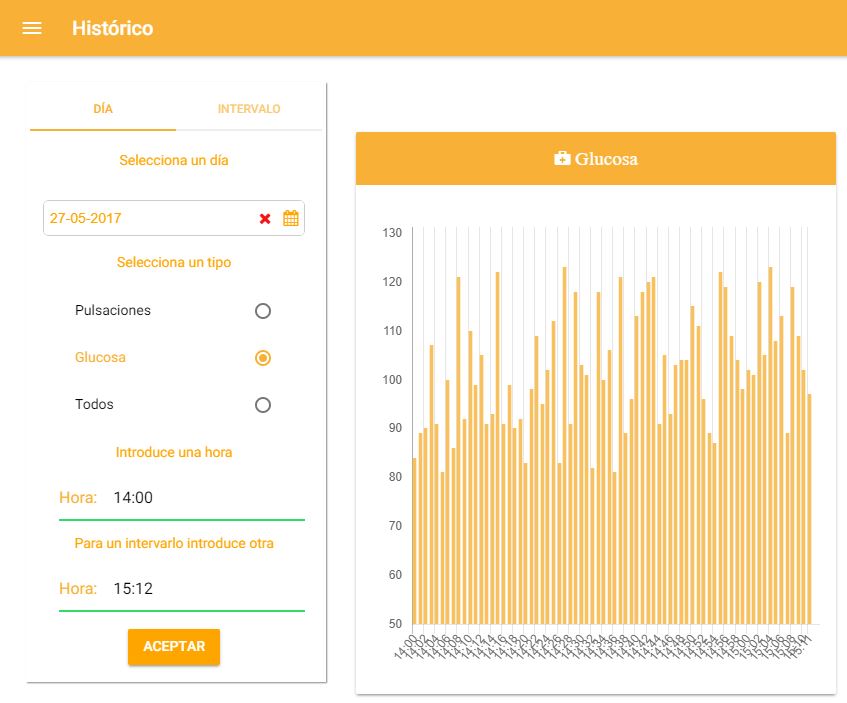 Histórico
DÍA INTERVALO
Selecciona un día
27-05-2017
Selecciona un tipo
Pulsaciones
Glucosa
Todos
Introduce una hora
Hora: 14:00
Para un intervarlo introduce otra
Hora: 15:12
ACEPTAR
Glucosa
130
120
110
100
90
80
70
60
50
14:00 14:02 14:04 14:06 14:08 14:10 14:12 14:14 14:16 14:18 14:20 14:22 14:24 14:26 14:28 14:30 14:32 14:34 14:36 14:38 14:40 14:42 14:44 14:46 14:48 14:50 14:52 14:54 14:56 14:58 15:00 15:02 15:04 15:06 15:08 15:10 15:11